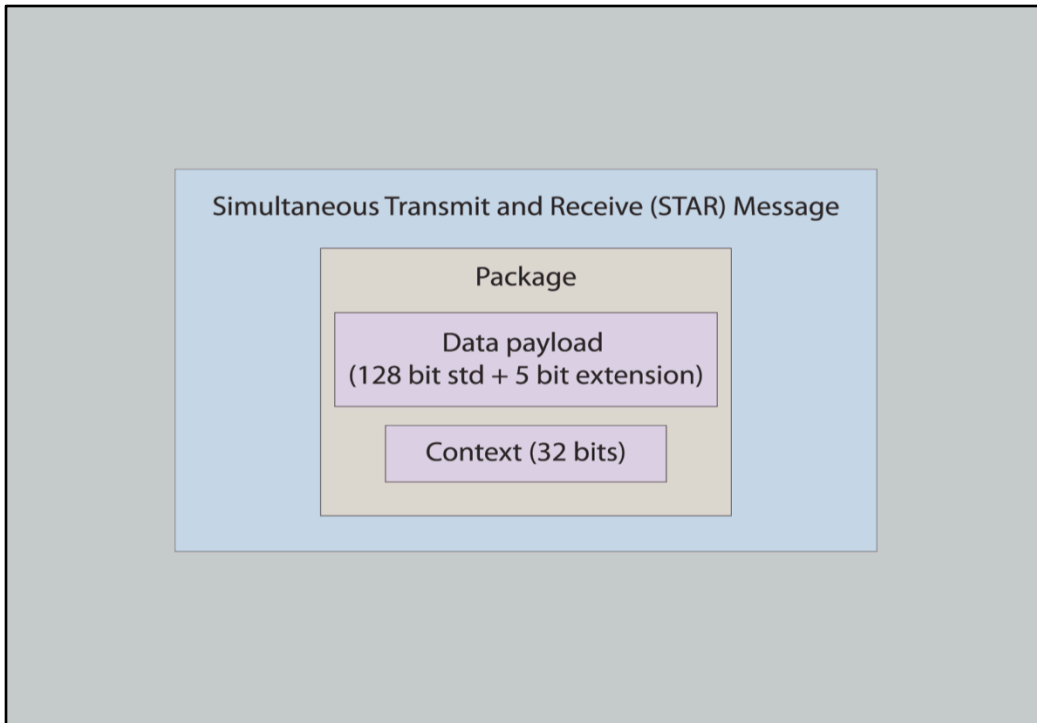 Simultaneous Transmit and Receive (STAR) Message
Package
Data payload
(128 bit std + 5 bit extension)
Context (32 bits)